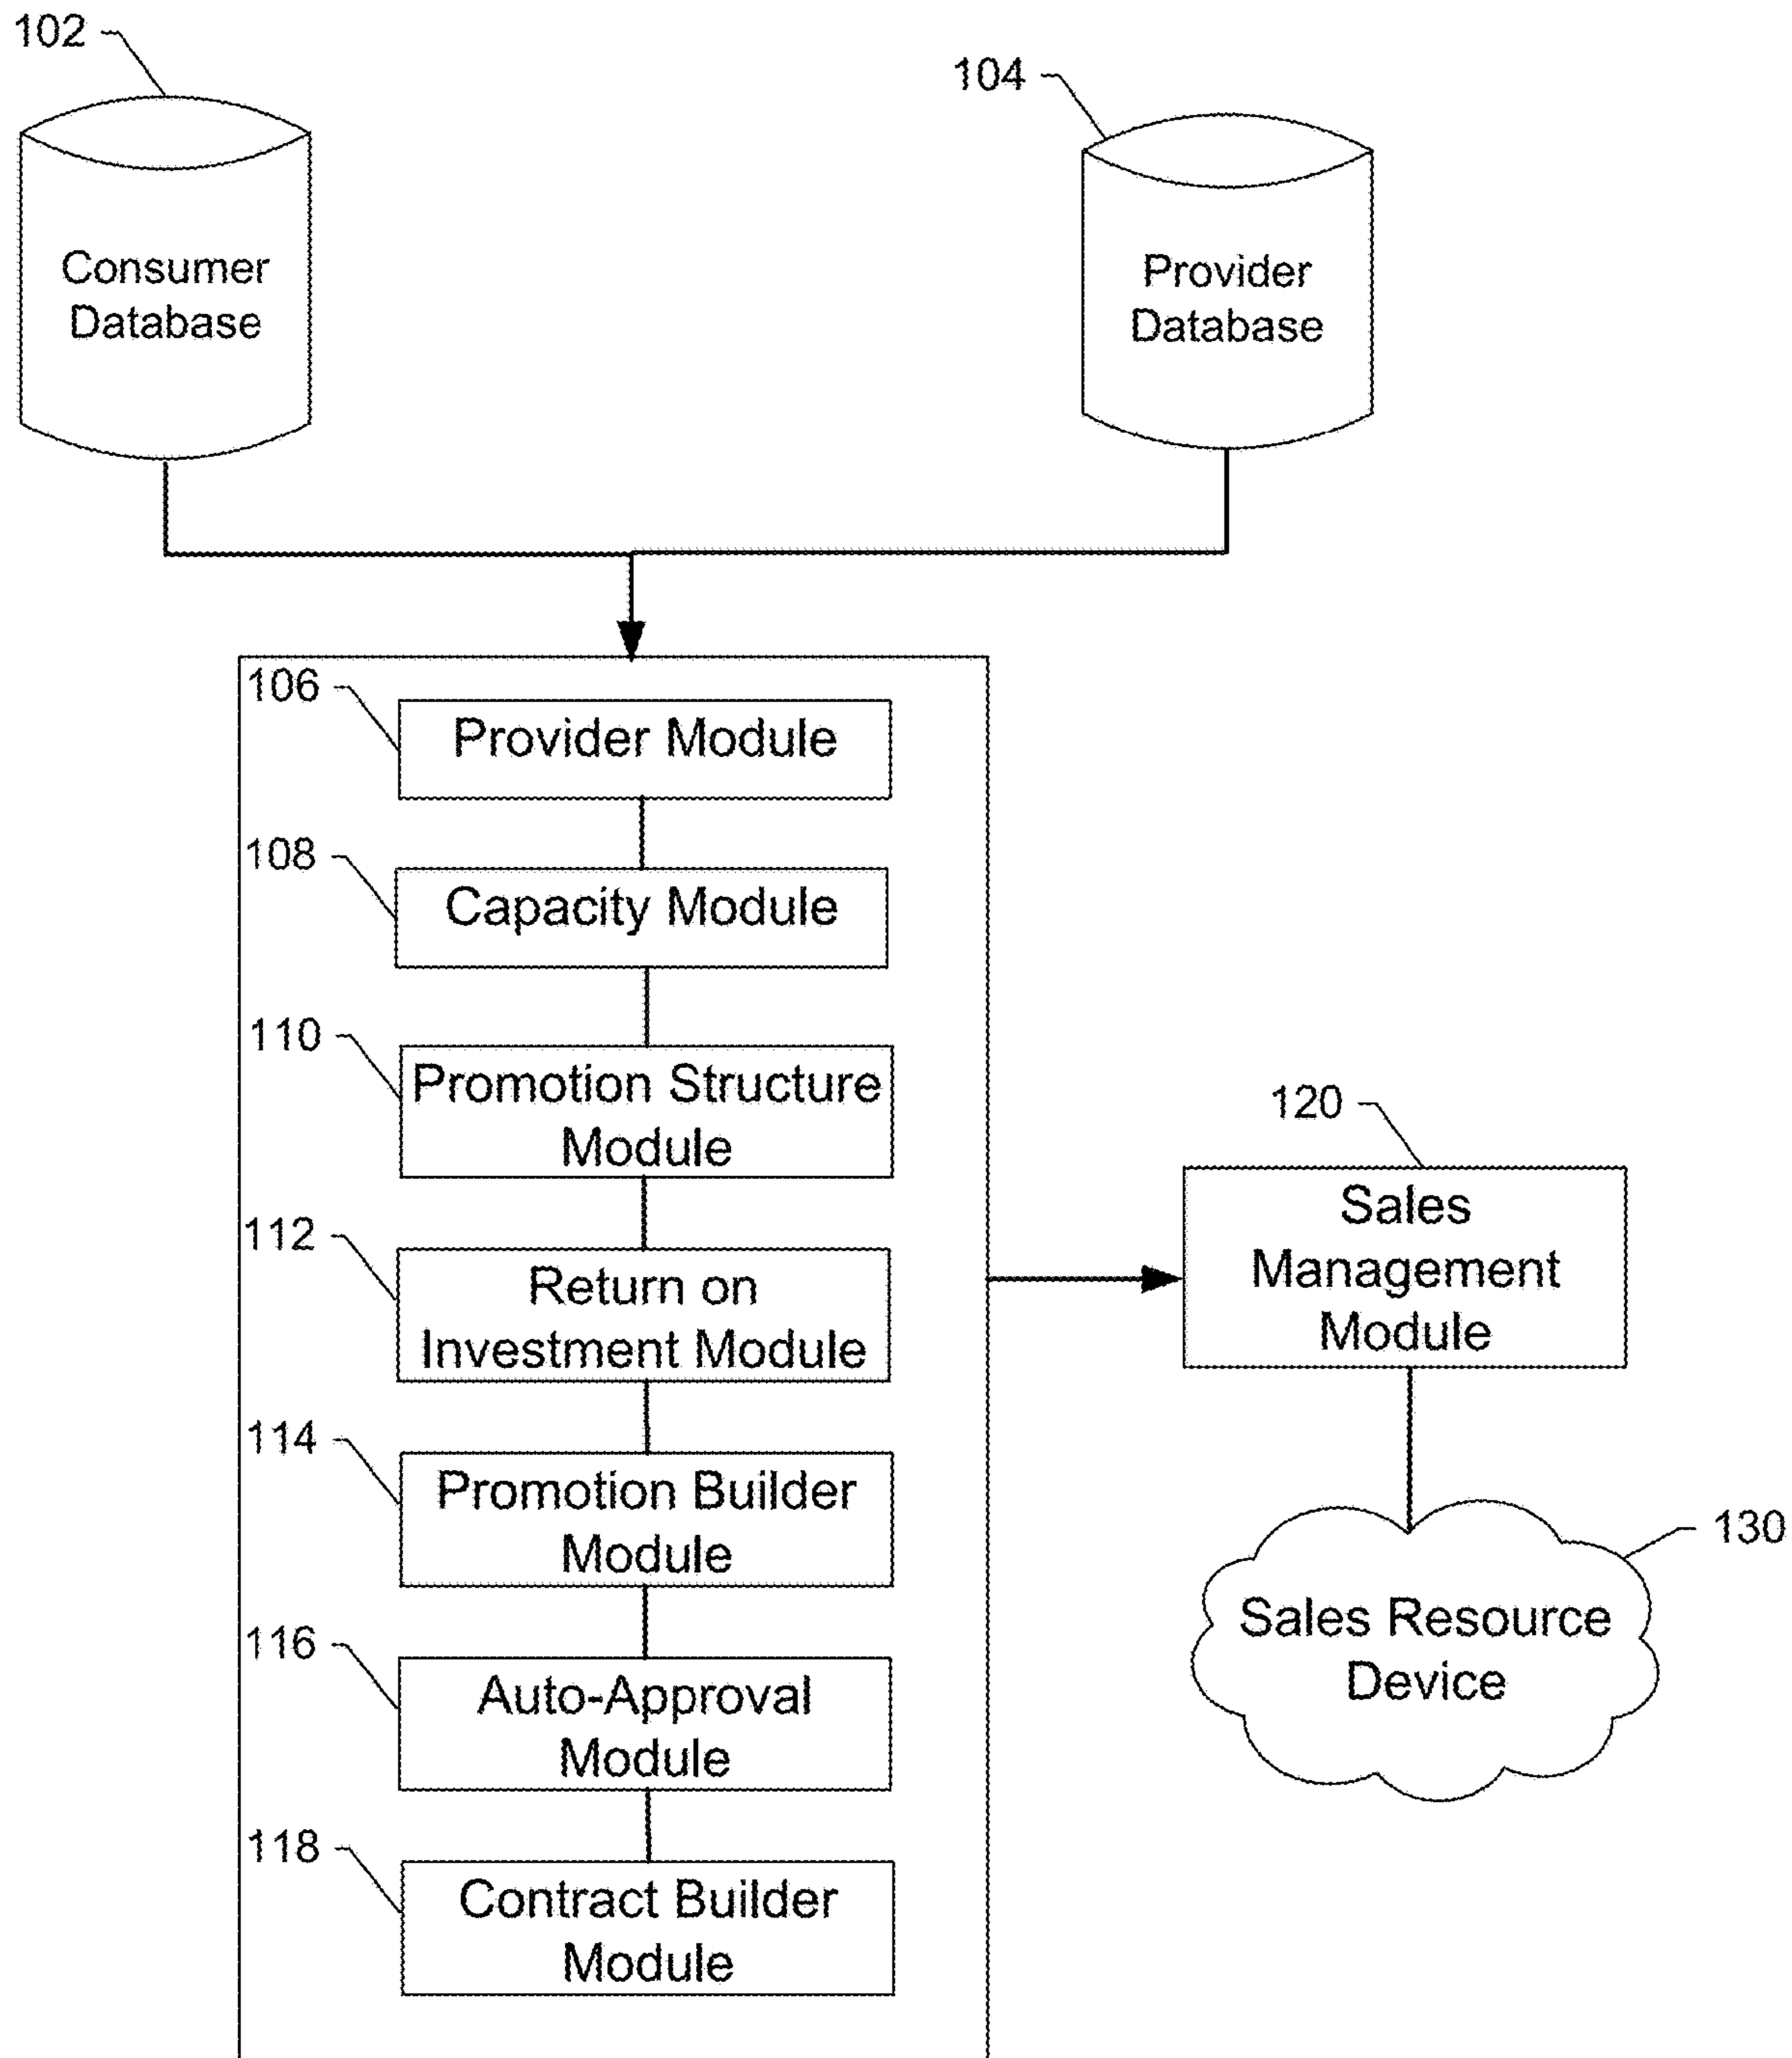 102
104
Consumer
Database
Provider
Database
106
Provider Module
108
Capacity Module
110
Promotion Structure
Module
112
Return on
Investment Module
114
Promotion Builder
Module
116
Auto-Approval
Module
118
Contract Builder
Module
120
Sales
Management
Module
130
Sales Resource
Device